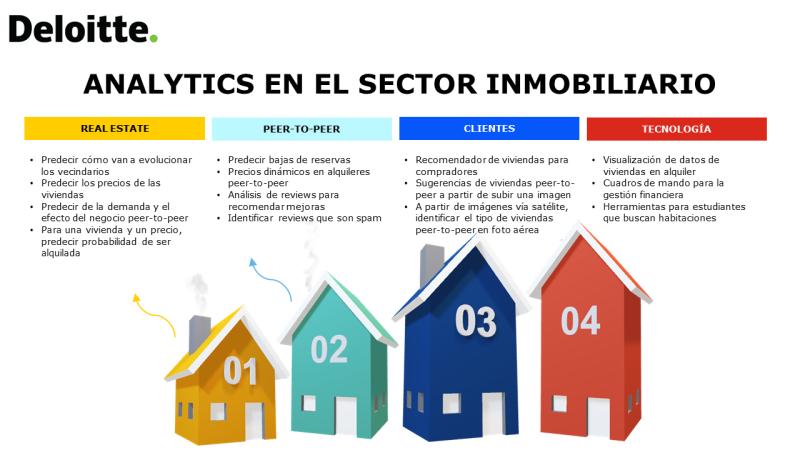 Deloitte.
ANALYTICS EN EL SECTOR INMOBILIARIO
REAL ESTATE
• Predecir cómo van a evolucionar
los vecindarios
• Predecir los precios de las
viviendas
• Predecir de la demanda y el
efecto del negocio peer-to-peer
• Para una vivienda y un precio,
predecir probabilidad de ser
alquilada
PEER-TO-PEER
• Predecir bajas de reservas
• Precios dinámicos en alquileres
peer-to-peer
• Análisis de reviews para
recomendar mejoras
• Identificar reviews que son spam
CLIENTES
• Recomendador de viviendas para
compradores
• Sugerencias de viviendas peer-to-
peer a partir de subir una imagen
• A partir de imágenes vía satélite,
identificar el tipo de viviendas
peer-to-peer en foto aérea
TECNOLOGÍA
• Visualización de datos de
viviendas en alquiler
• Cuadros de mando para la
gestión financiera
• Herramientas para estudiantes
que buscan habitaciones
01
02
03
04